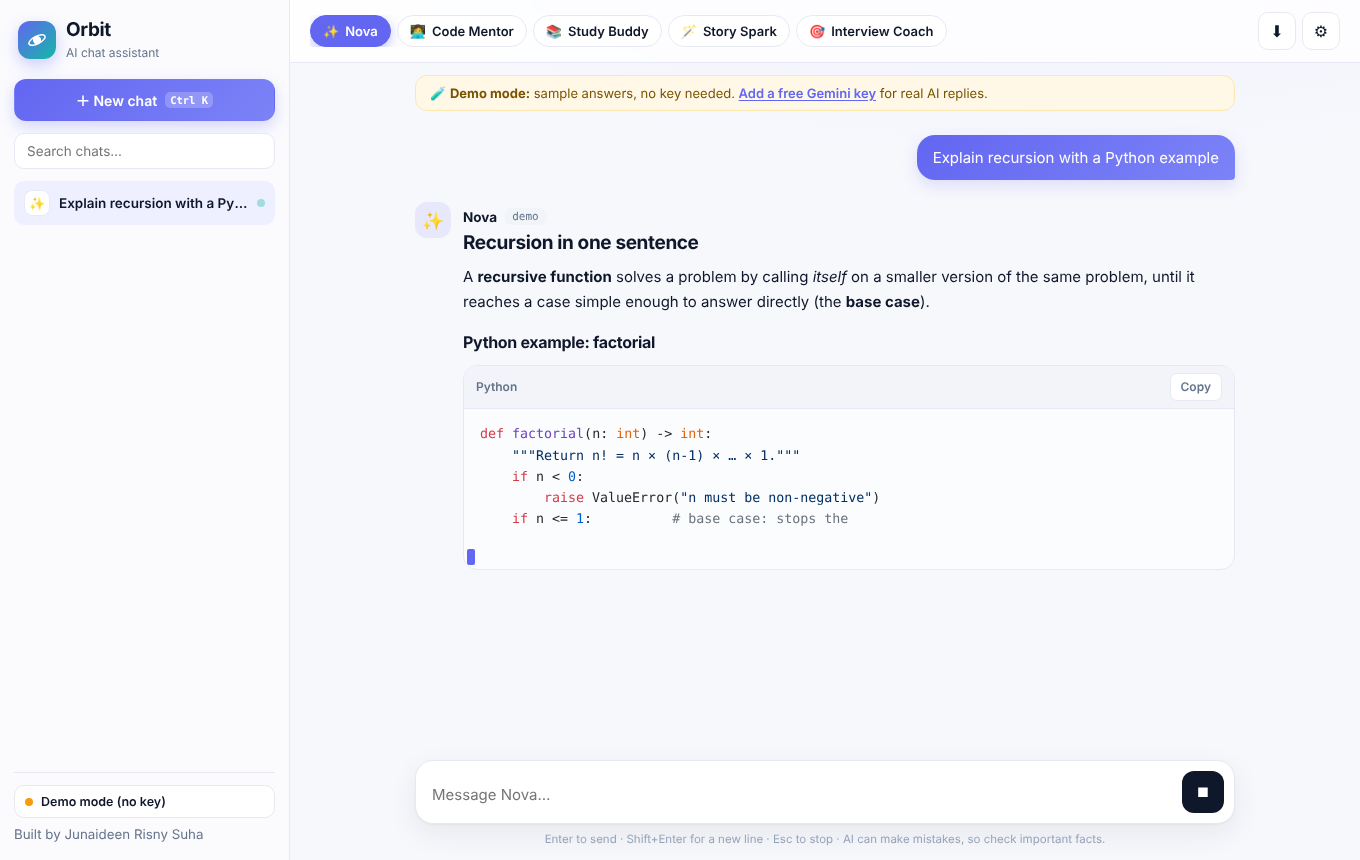 Orbit
AI chat assistant
+ New chat Ctrl K
Search chats...
Explain recursion with a Py...
Demo mode (no key)
Built by Junaideen Risny Suha
Nova
Code Mentor
Study Buddy
Story Spark
Interview Coach
Demo mode: sample answers, no key needed. Add a free Gemini key for real AI replies.
Explain recursion with a Python example
Nova demo
Recursion in one sentence
A recursive function solves a problem by calling itself on a smaller version of the same problem, until it
reaches a case simple enough to answer directly (the base case).
Python example: factorial
Python
Copy
def factorial(n: int) -> int:
    """Return n! = n × (n-1) × … × 1."""
    if n < 0:
        raise ValueError("n must be non-negative")
    if n <= 1:          # base case: stops the
Message Nova...
Enter to send · Shift+Enter for a new line · Esc to stop · AI can make mistakes, so check important facts.